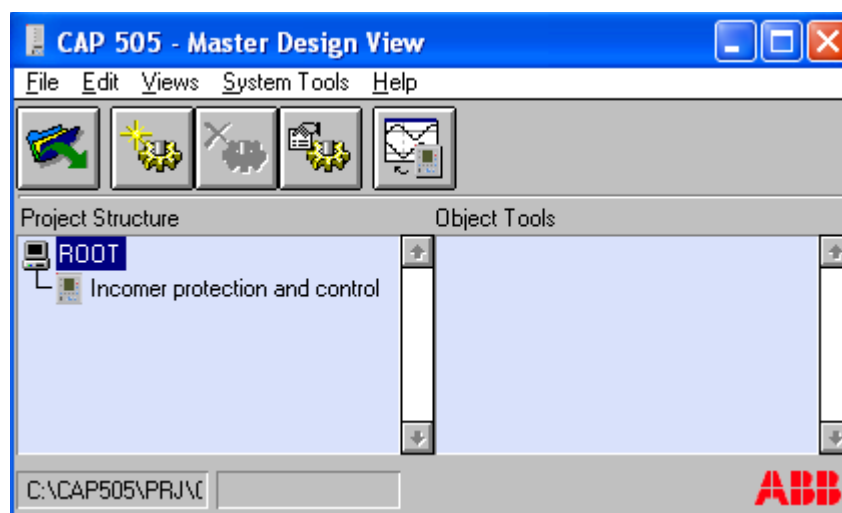 CAP 505 - Master Design View
File Edit Views System Tools Help
Project Structure
Object Tools
ROOT
Incomer protection and control
C:\CAP505\PRJ\
ABB